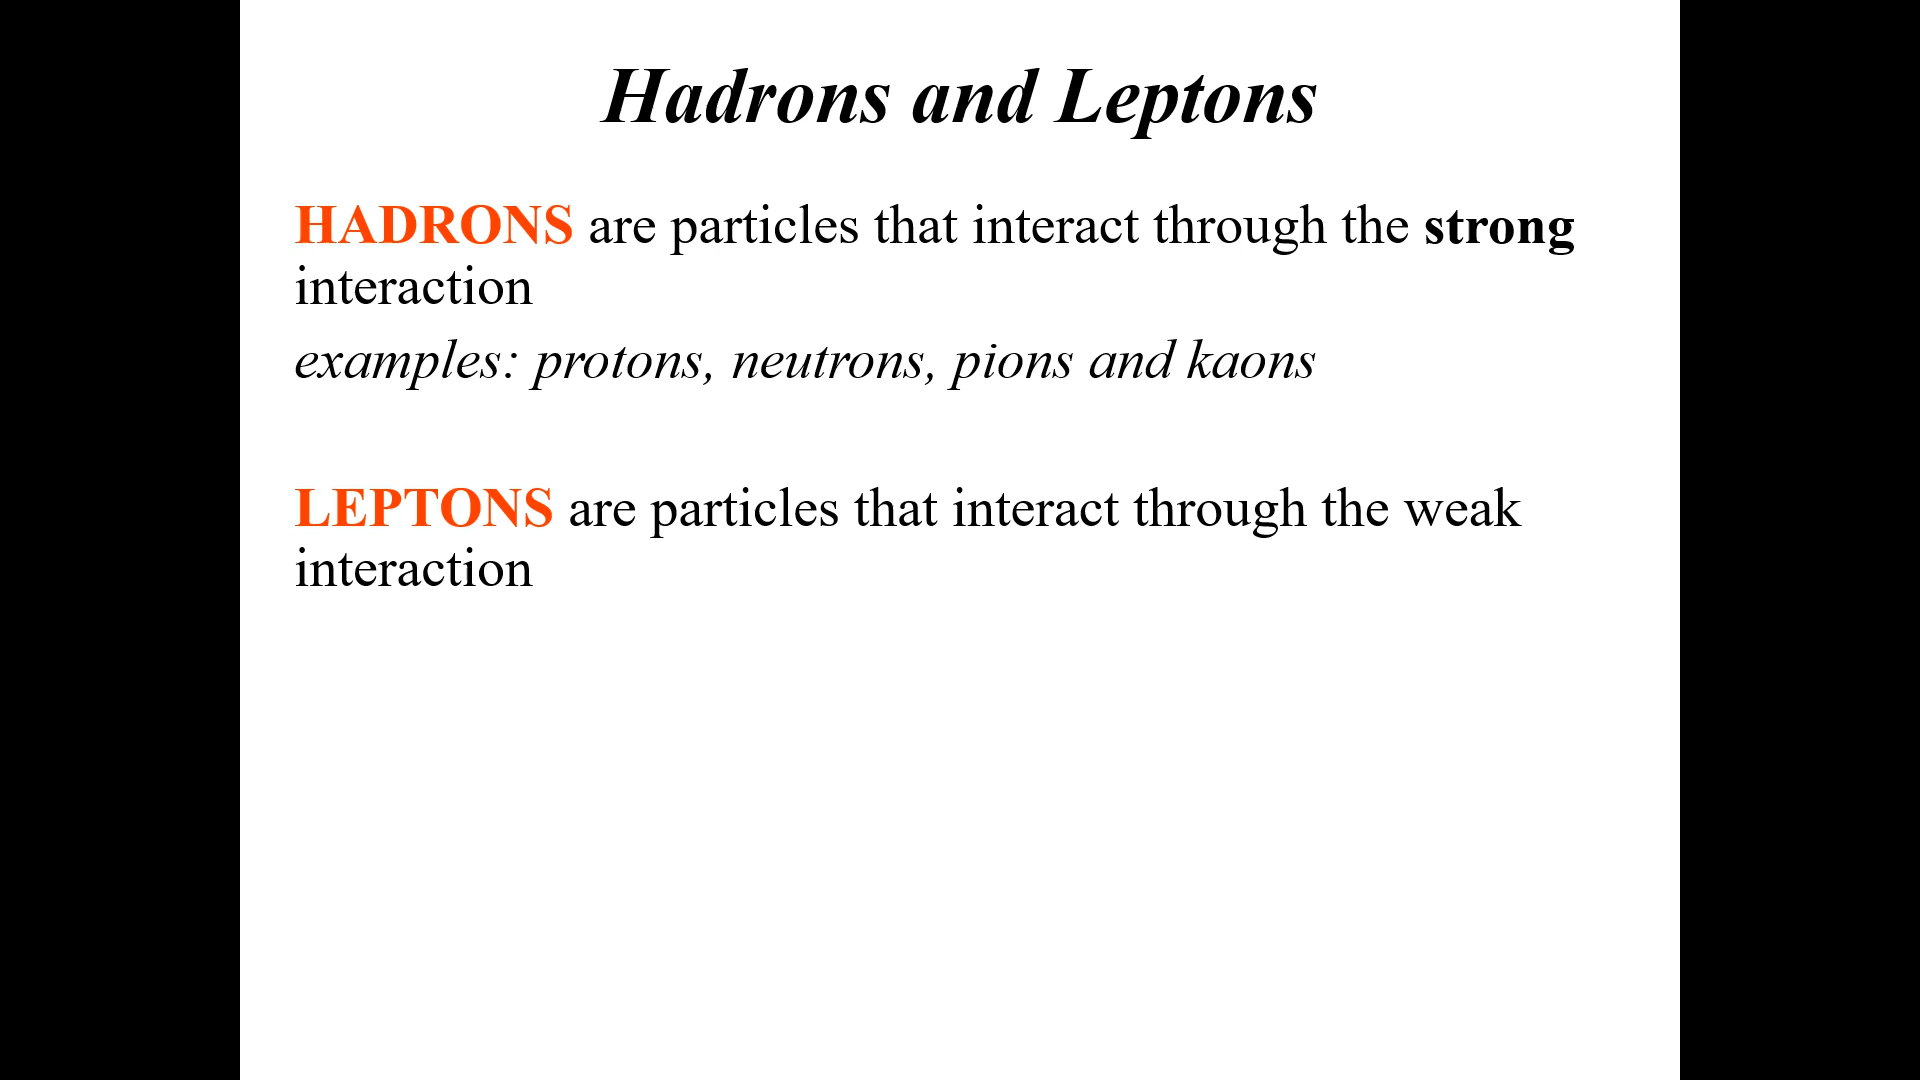 Hadrons and Leptons
HADRONS are particles that interact through the strong
interaction
examples: protons, neutrons, pions and kaons
LEPTONS are particles that interact through the weak
interaction